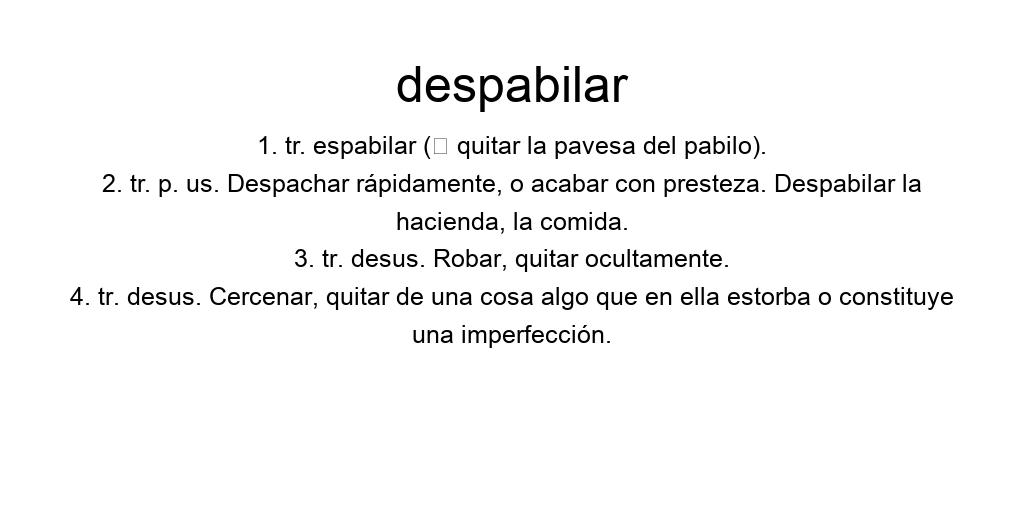 despabilar
1. tr. espabilar (□ quitar la pavesa del pabilo).
2. tr. p. us. Despachar rápidamente, o acabar con presteza. Despabilar la
hacienda, la comida.
3. tr. desus. Robar, quitar ocultamente.
4. tr. desus. Cercenar, quitar de una cosa algo que en ella estorba o constituye
una imperfección.